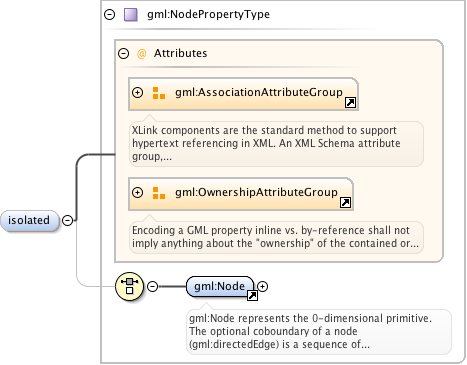 gml:NodePropertyType
@ Attributes
gml:AssociationAttributeGroup
XLink components are the standard method to support
hypertext referencing in XML. An XML Schema attribute
group,...
gml:OwnershipAttributeGroup
Encoding a GML property inline vs. by-reference shall not
imply anything about the "ownership" of the contained or...
isolated
gml:Node
gml:Node represents the 0-dimensional primitive.
The optional coboundary of a node
(gml:directedEdge) is a sequence of...